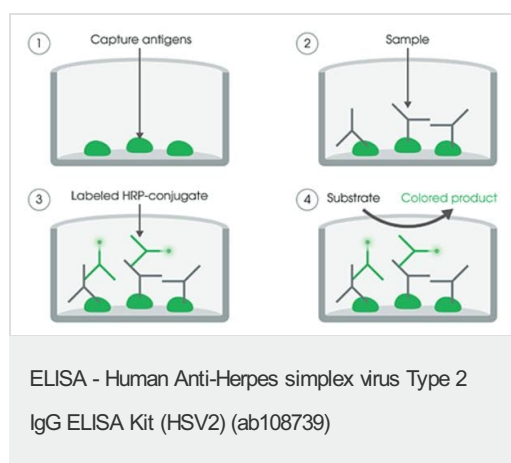 1 Capture antigens
2 Sample
3 Labeled HRP-conjugate
4 Substrate Colored product
ELISA - Human Anti-Herpes simplex virus Type 2
IgG ELISA Kit (HSV2) (ab108739)